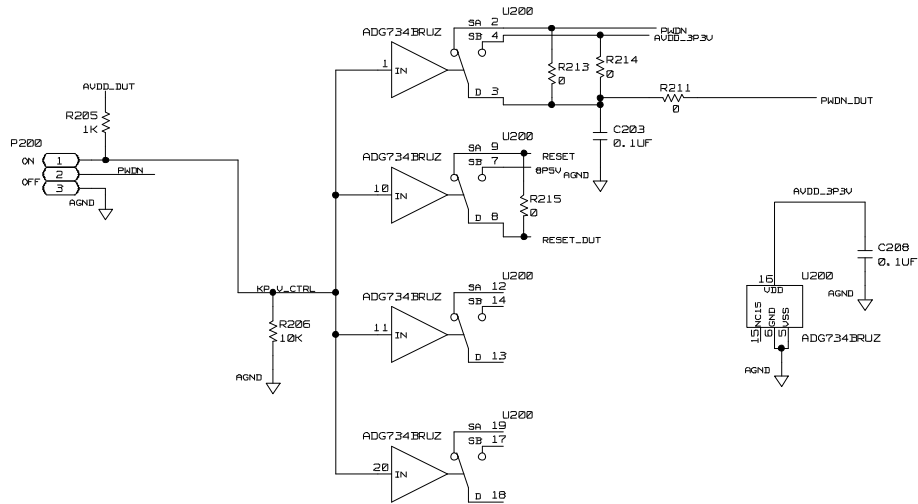 U200
ADG734BRUZ
SA 2
PWDN
SB 4
AVDD_3P3V
1 IN
R213
0
R214
0
D 3
R211
0
PWDN_DUT
C203
0.1UF
AGND
AVDD_DUT
R205
1K
P200
ON 1
2 PWDN
OFF 3
AGND
U200
ADG734BRUZ
SA 9
RESET
SB 7
8P5V
10 IN
R215
0
D 8
RESET_DUT
AVDD_3P3V
C208
0.1UF
AGND
16
U200
VDD
NC15
GND
VSS
15
6
5
ADG734BRUZ
AGND
KP_V_CTRL
R206
10K
AGND
U200
ADG734BRUZ
SA 12
SB 14
11 IN
D 13
U200
ADG734BRUZ
SA 19
SB 17
20 IN
D 18